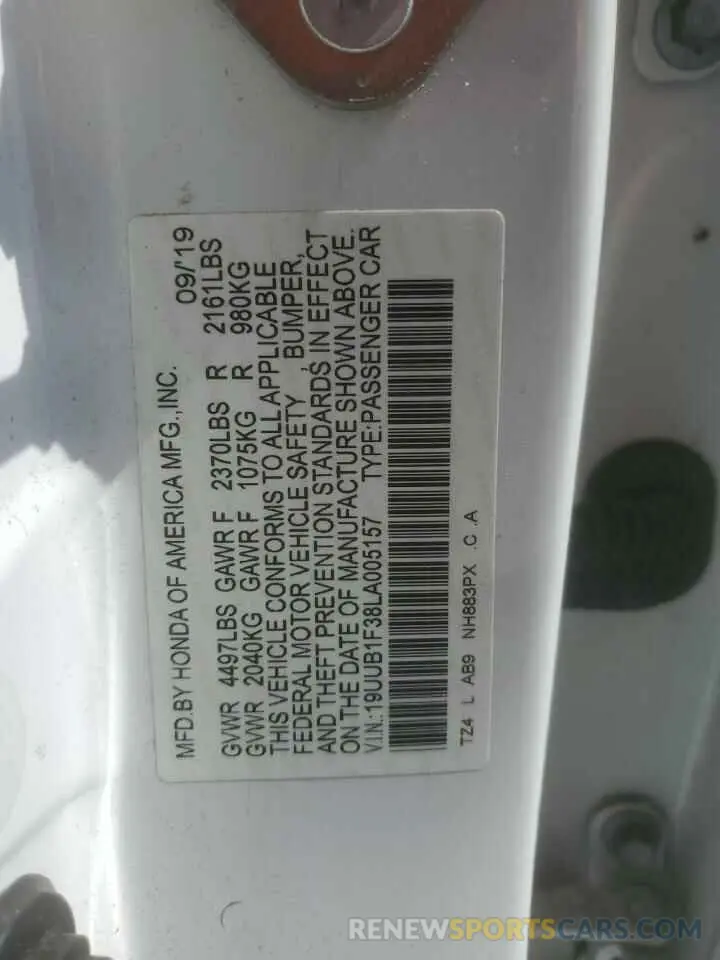 MFD.BY HONDA OF AMERICA MFG.,INC. 09/'19
GVWR 4497LBS GAWR F 2370LBS R 2161LBS
GVWR 2040KG GAWR F 1075KG R 980KG
THIS VEHICLE CONFORMS TO ALL APPLICABLE
FEDERAL MOTOR VEHICLE SAFETY, BUMPER,
AND THEFT PREVENTION STANDARDS, IN EFFECT
ON THE DATE OF MANUFACTURE SHOWN ABOVE.
V.I.N.:19UUB1F38LA005157 TYPE:PASSENGER CAR
TZ4 L AB9 NH883PX .C .A
RENEWSPORTSCARS.COM